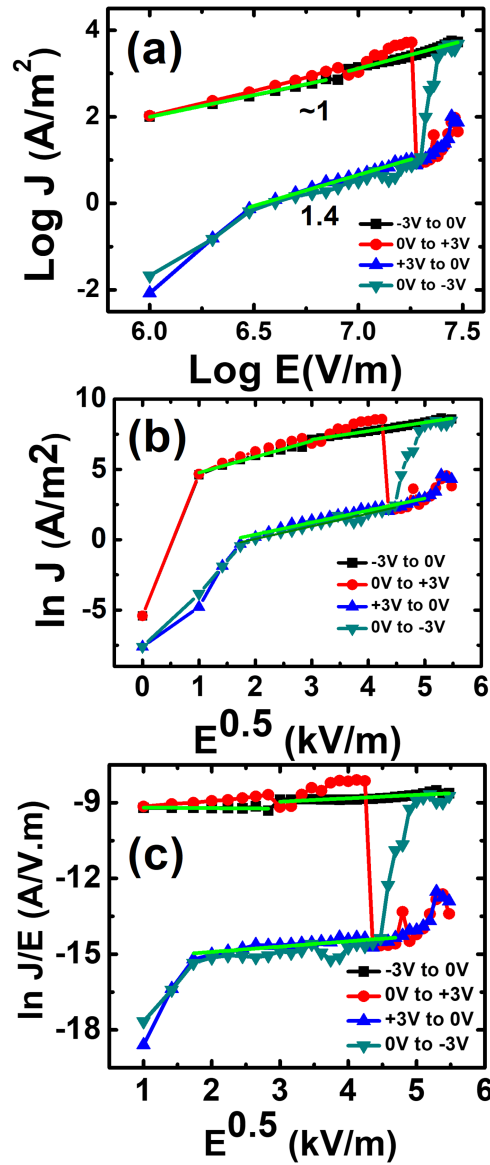 (a)
4
2
0
-2
Log J (A/m²)
~1
1.4
-3V to 0V
0V to +3V
+3V to 0V
0V to -3V
6.0 6.5 7.0 7.5
Log E(V/m)
(b)
10
5
0
-5
ln J (A/m²)
-3V to 0V
0V to +3V
+3V to 0V
0V to -3V
0 1 2 3 4 5 6
E^0.5 (kV/m)
(c)
-9
-12
-15
-18
ln J/E (A/V.m)
-3V to 0V
0V to +3V
+3V to 0V
0V to -3V
1 2 3 4 5 6
E^0.5 (kV/m)